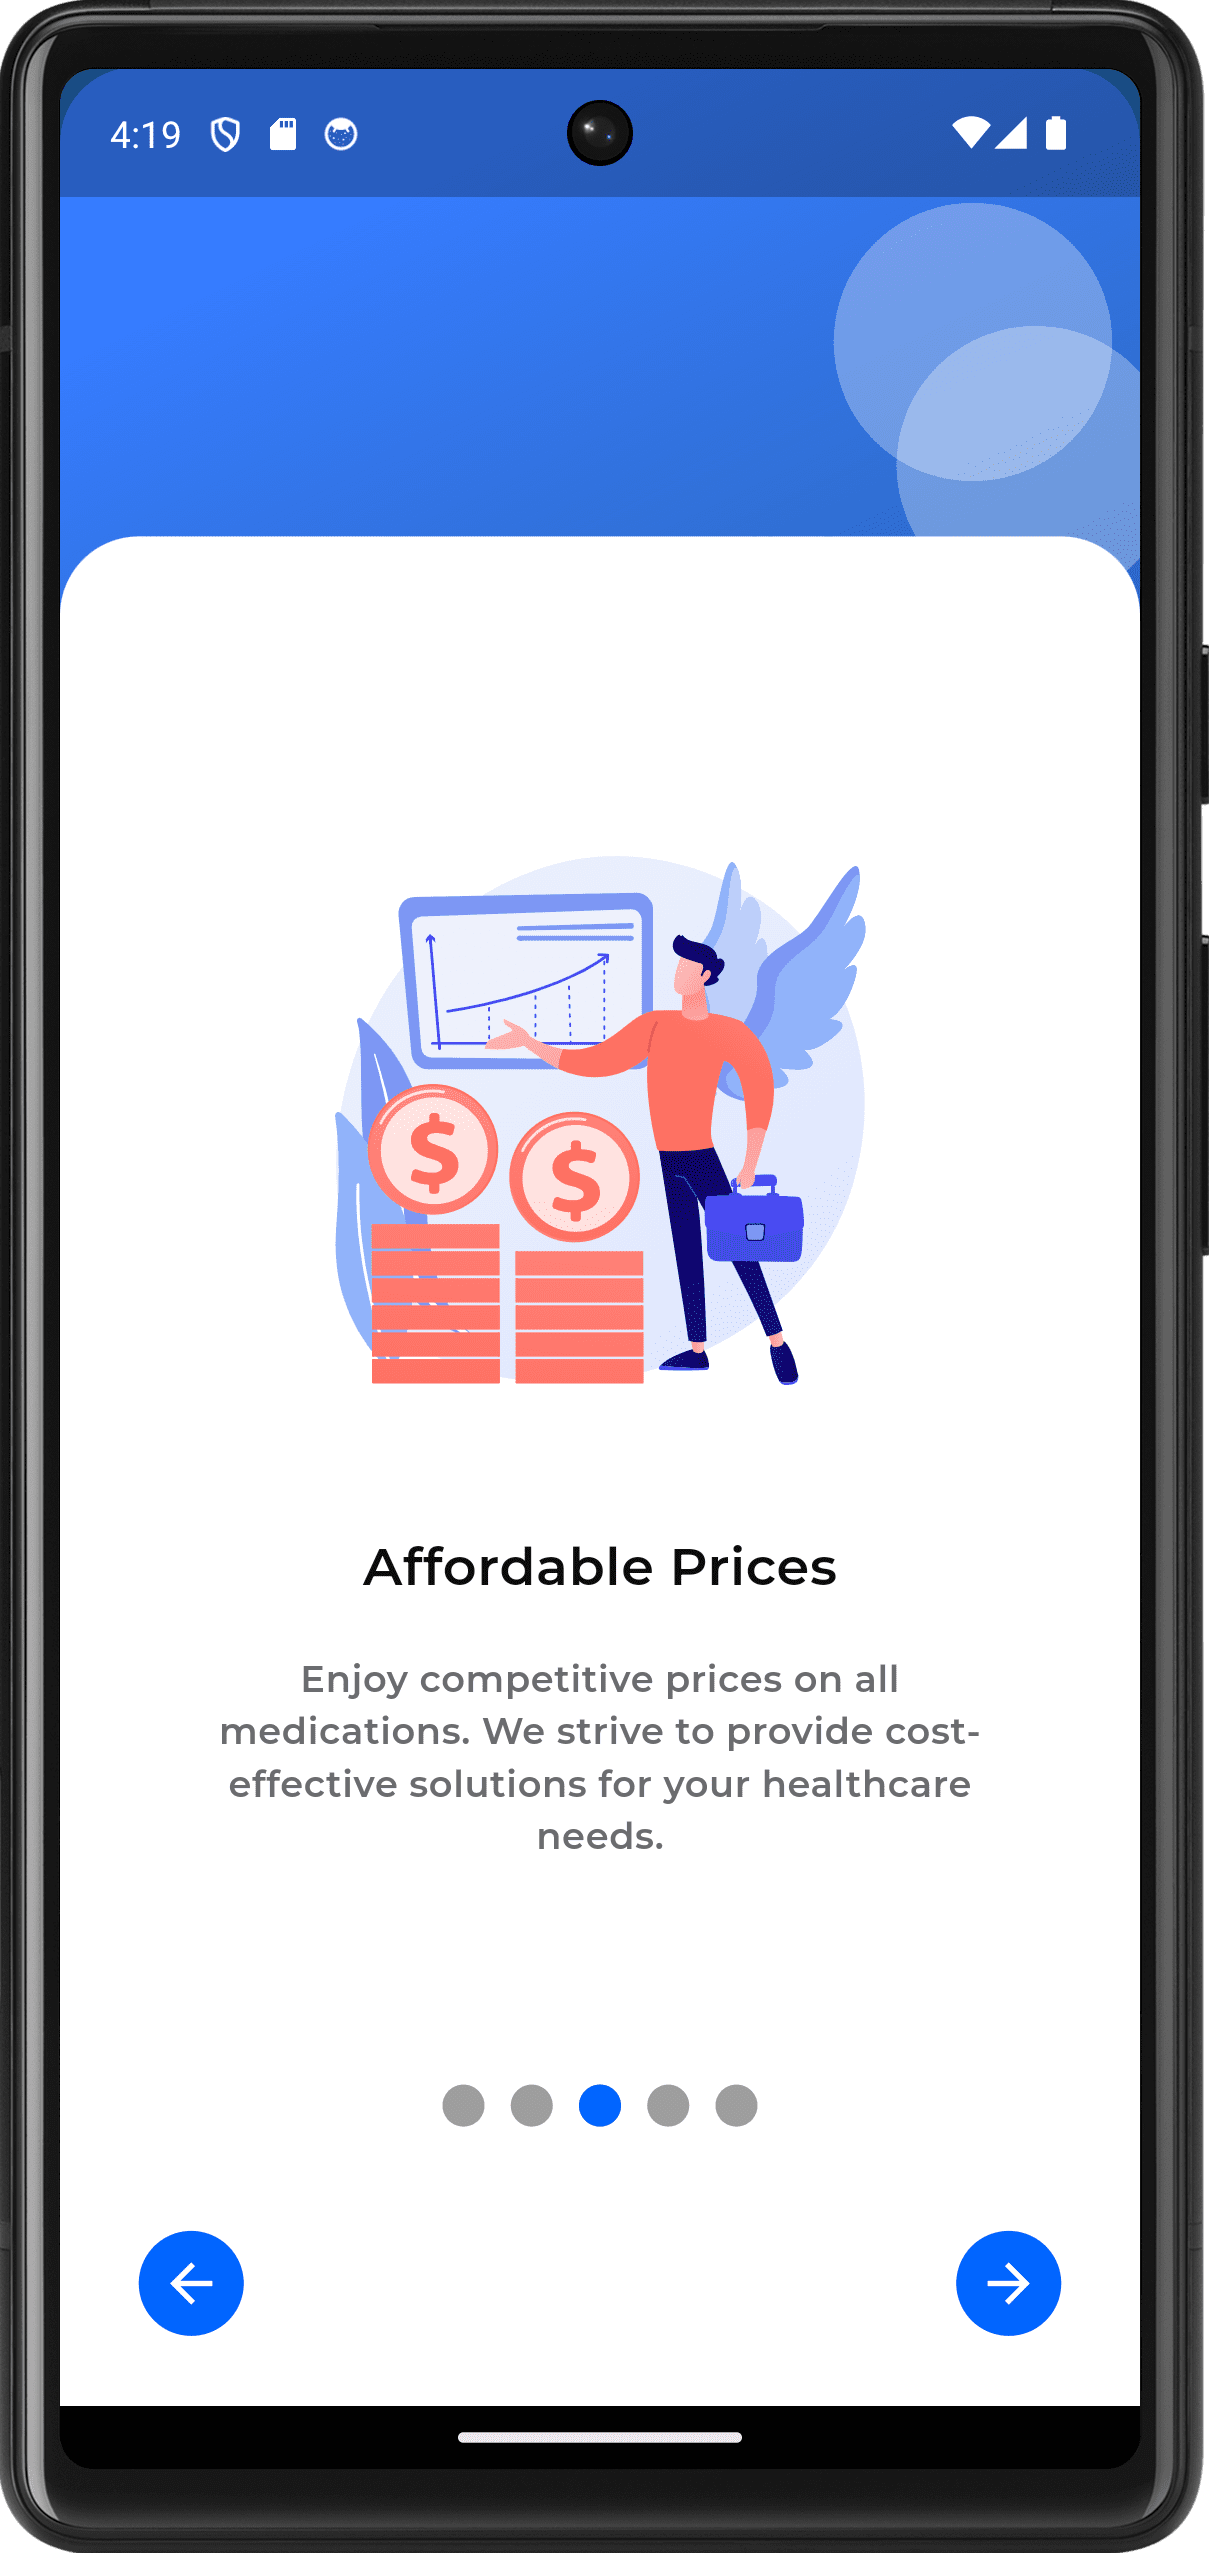 4:19
$
$
Affordable Prices
Enjoy competitive prices on all
medications. We strive to provide cost-
effective solutions for your healthcare
needs.